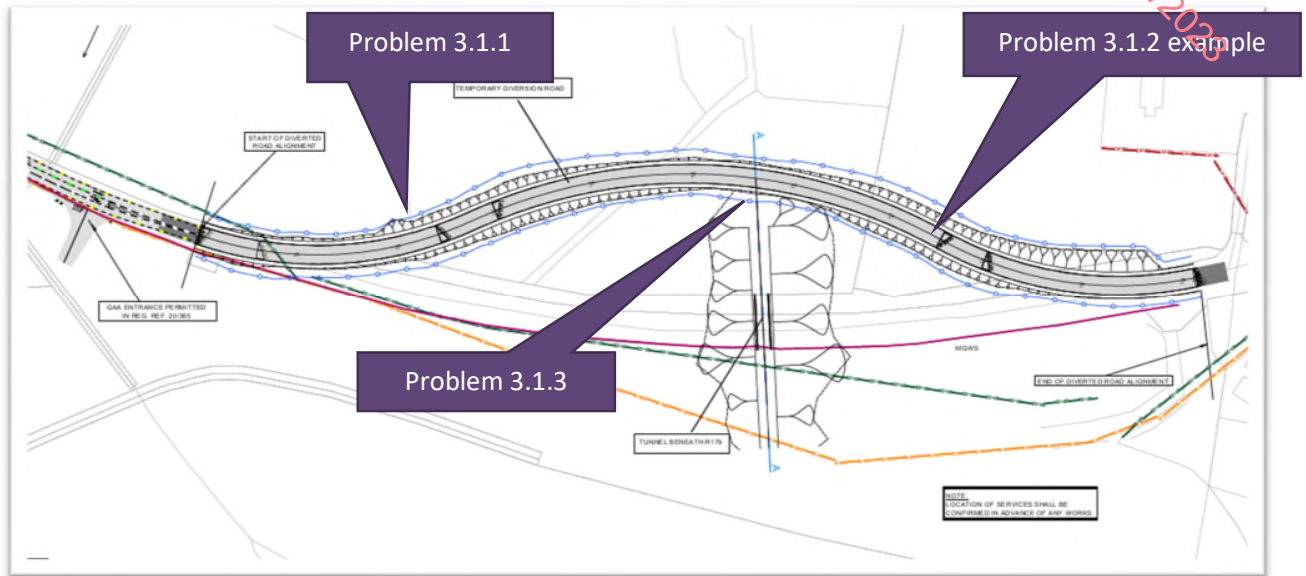 /2023
Problem 3.1.1
Problem 3.1.2 example
TEMPORARY DIVERSION ROAD
START OF DIVERTED
ROAD ALIGNMENT
A
GAA ENTRANCE PERMITTED
IN REG. REF. 20/365
MGWS
Problem 3.1.3
END OF DIVERTED ROAD ALIGNMENT
TUNNEL BENEATH R179
A
NOTE:
LOCATION OF SERVICES SHALL BE
CONFIRMED IN ADVANCE OF ANY WORKS